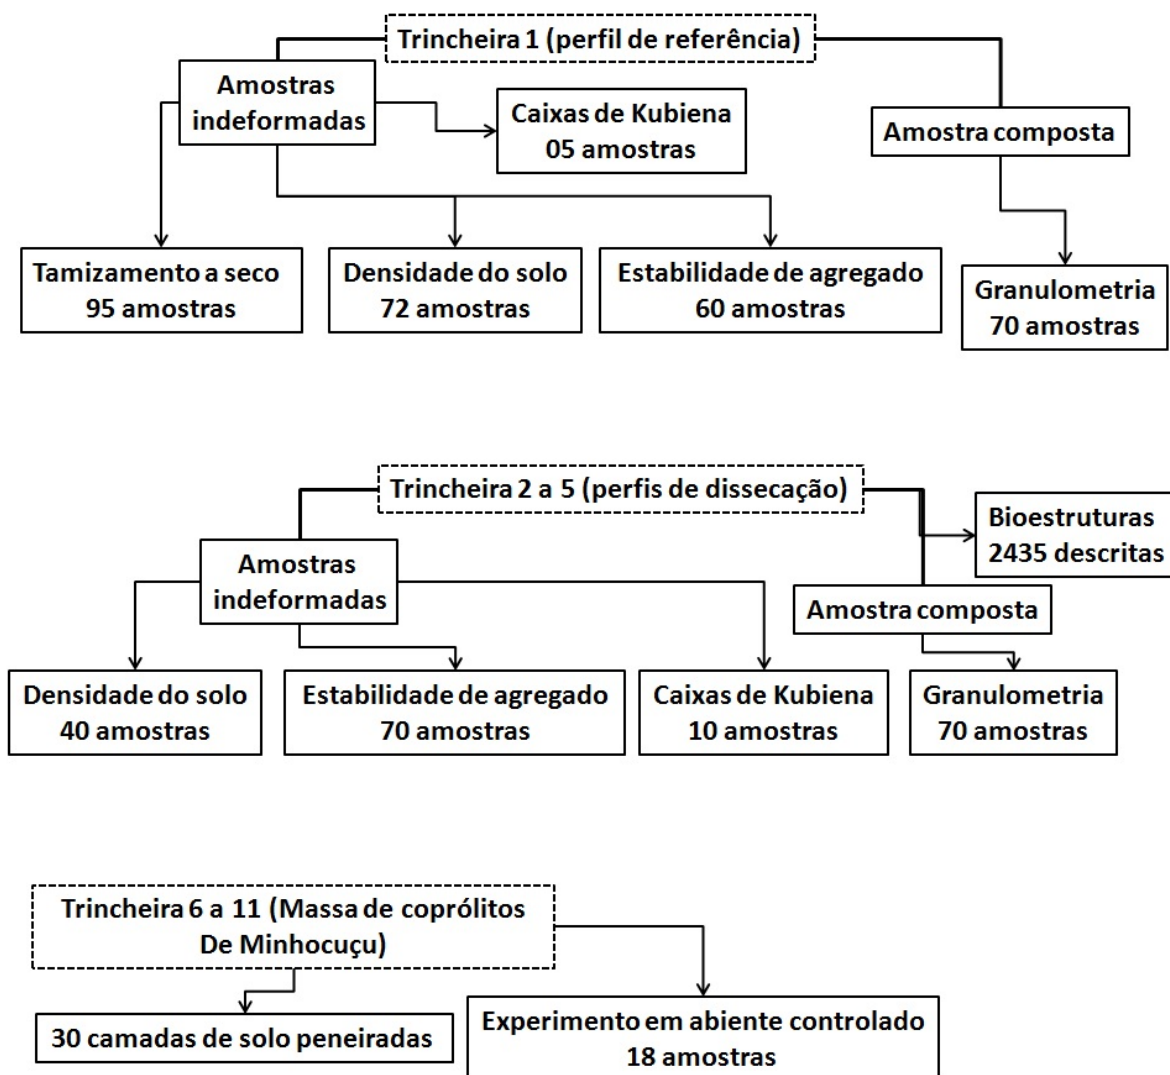 Trincheira 1 (perfil de referência)
Amostras
indeformadas
Caixas de Kubiena
05 amostras
Amostra composta
Tamizamento a seco
95 amostras
Densidade do solo
72 amostras
Estabilidade de agregado
60 amostras
Granulometria
70 amostras
Trincheira 2 a 5 (perfis de dissecação)
Bioestruturas
2435 descritas
Amostras
indeformadas
Amostra composta
Densidade do solo
40 amostras
Estabilidade de agregado
70 amostras
Caixas de Kubiena
10 amostras
Granulometria
70 amostras
Trincheira 6 a 11 (Massa de coprólitos
De Minhocuçu)
30 camadas de solo peneiradas
Experimento em abiente controlado
18 amostras